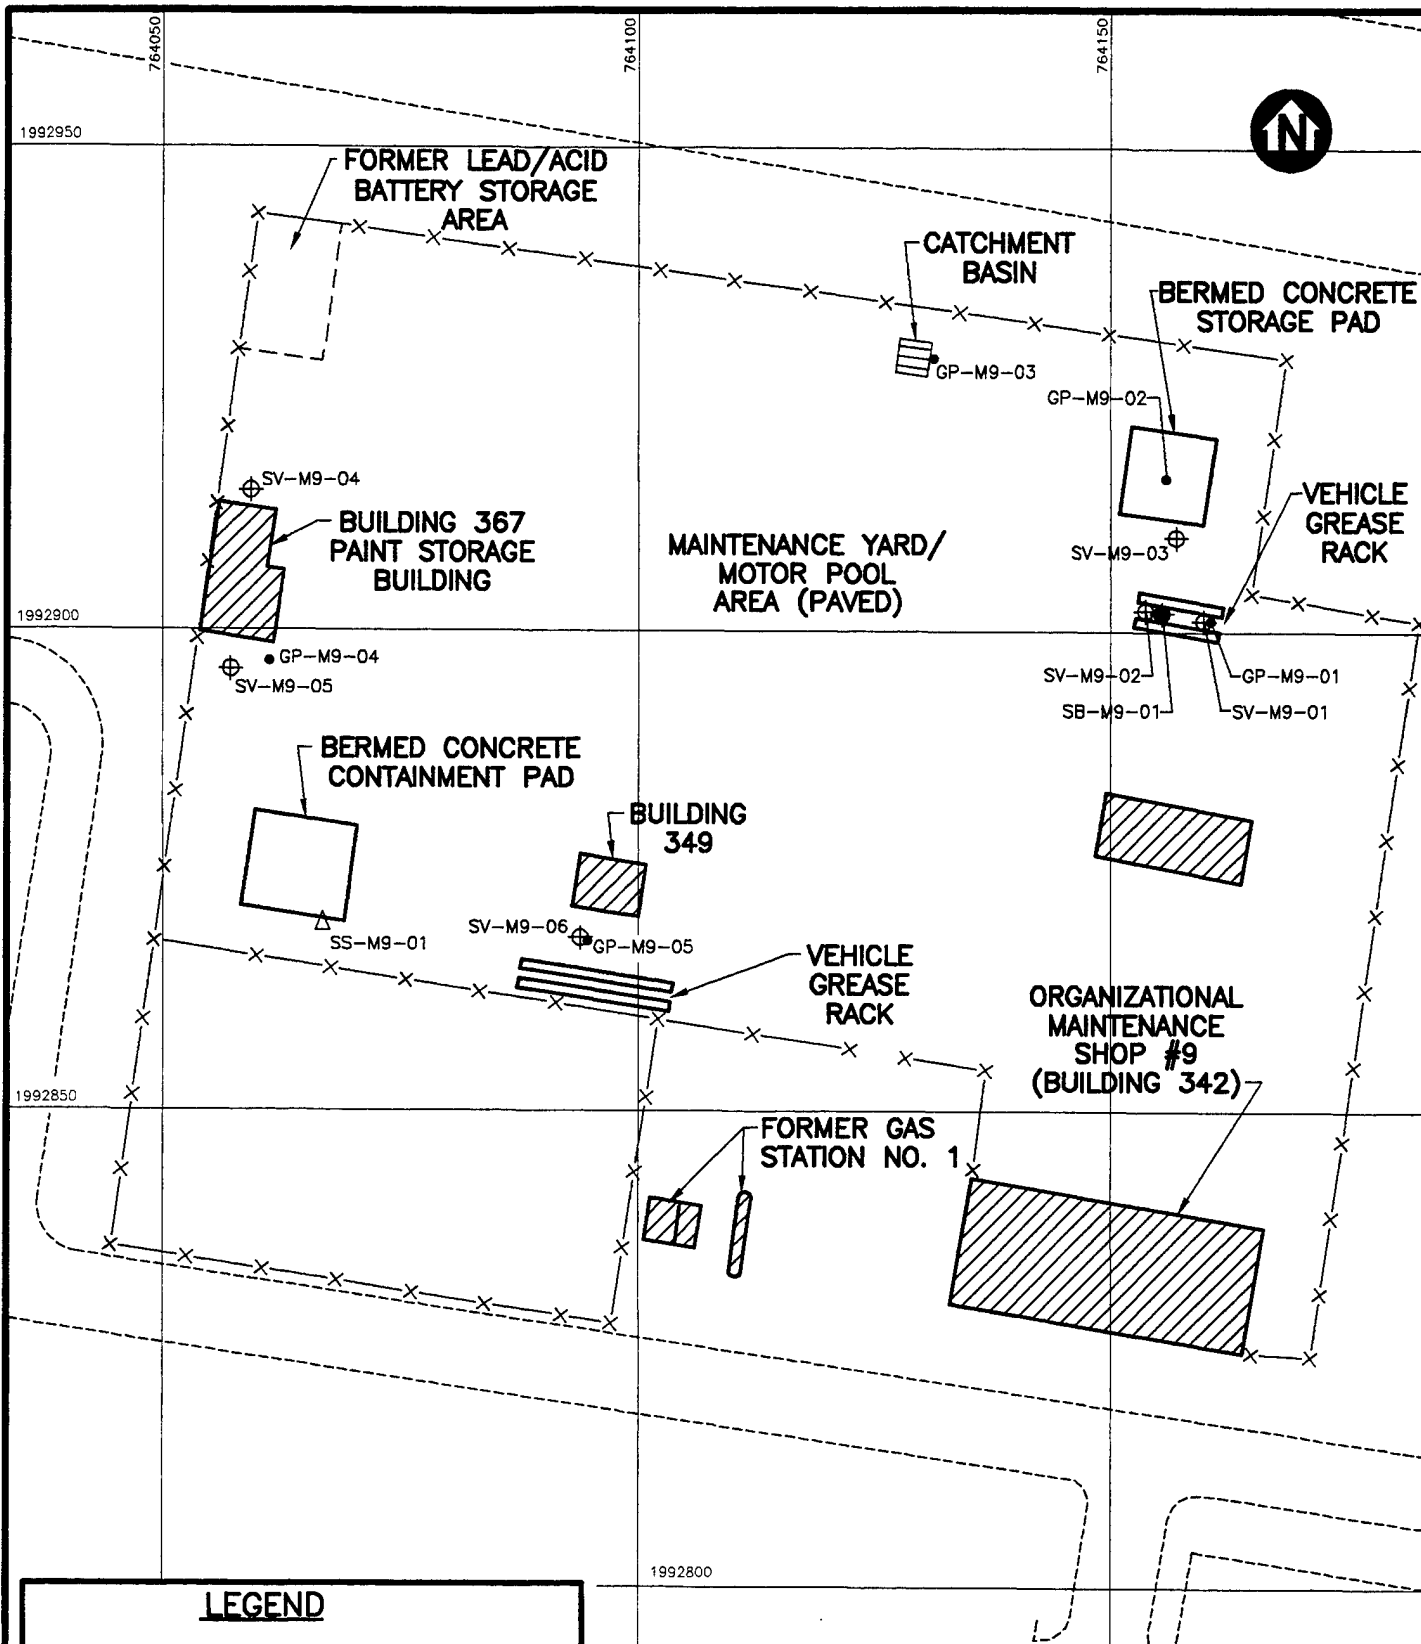 764050
764100
764150
1992950
N
FORMER LEAD/ACID
BATTERY STORAGE
AREA
CATCHMENT
BASIN
BERMED CONCRETE
STORAGE PAD
GP-M9-03
GP-M9-02
SV-M9-04
BUILDING 367
PAINT STORAGE
BUILDING
MAINTENANCE YARD/
MOTOR POOL
AREA (PAVED)
SV-M9-03
VEHICLE
GREASE
RACK
1992900
GP-M9-04
SV-M9-05
SV-M9-02
GP-M9-01
SB-M9-01
SV-M9-01
BERMED CONCRETE
CONTAINMENT PAD
BUILDING
349
SV-M9-06
GP-M9-05
SS-M9-01
VEHICLE
GREASE
RACK
ORGANIZATIONAL
MAINTENANCE
SHOP #9
(BUILDING 342)
1992850
FORMER GAS
STATION NO. 1
1992800
LEGEND